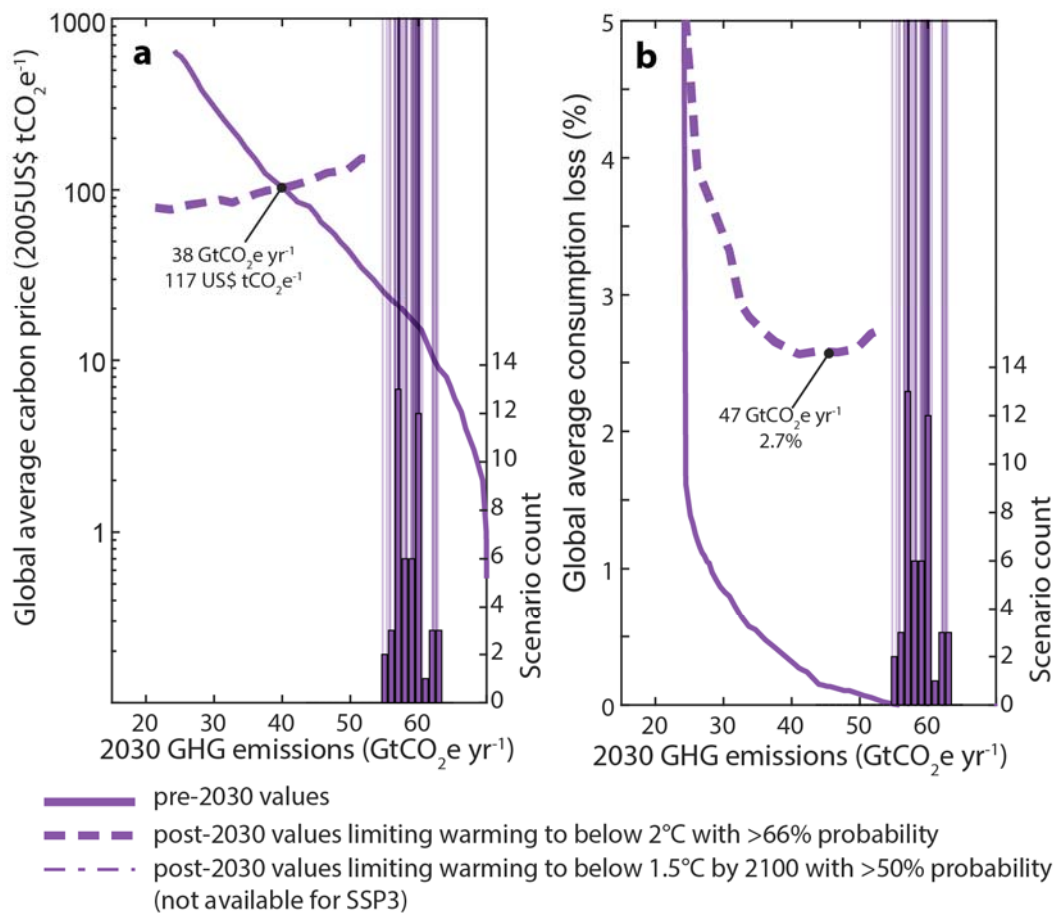 a
Global average carbon price (2005US$ tCO₂e⁻¹)
1000
100
10
1
38 GtCO₂e yr⁻¹
117 US$ tCO₂e⁻¹
14
12
10
8
6
4
2
0
Scenario count
20 30 40 50 60
2030 GHG emissions (GtCO₂e yr⁻¹)
b
Global average consumption loss (%)
5
4
3
2
1
0
47 GtCO₂e yr⁻¹
2.7%
14
12
10
8
6
4
2
0
Scenario count
20 30 40 50 60
2030 GHG emissions (GtCO₂e yr⁻¹)
pre-2030 values
post-2030 values limiting warming to below 2°C with >66% probability
post-2030 values limiting warming to below 1.5°C by 2100 with >50% probability
(not available for SSP3)